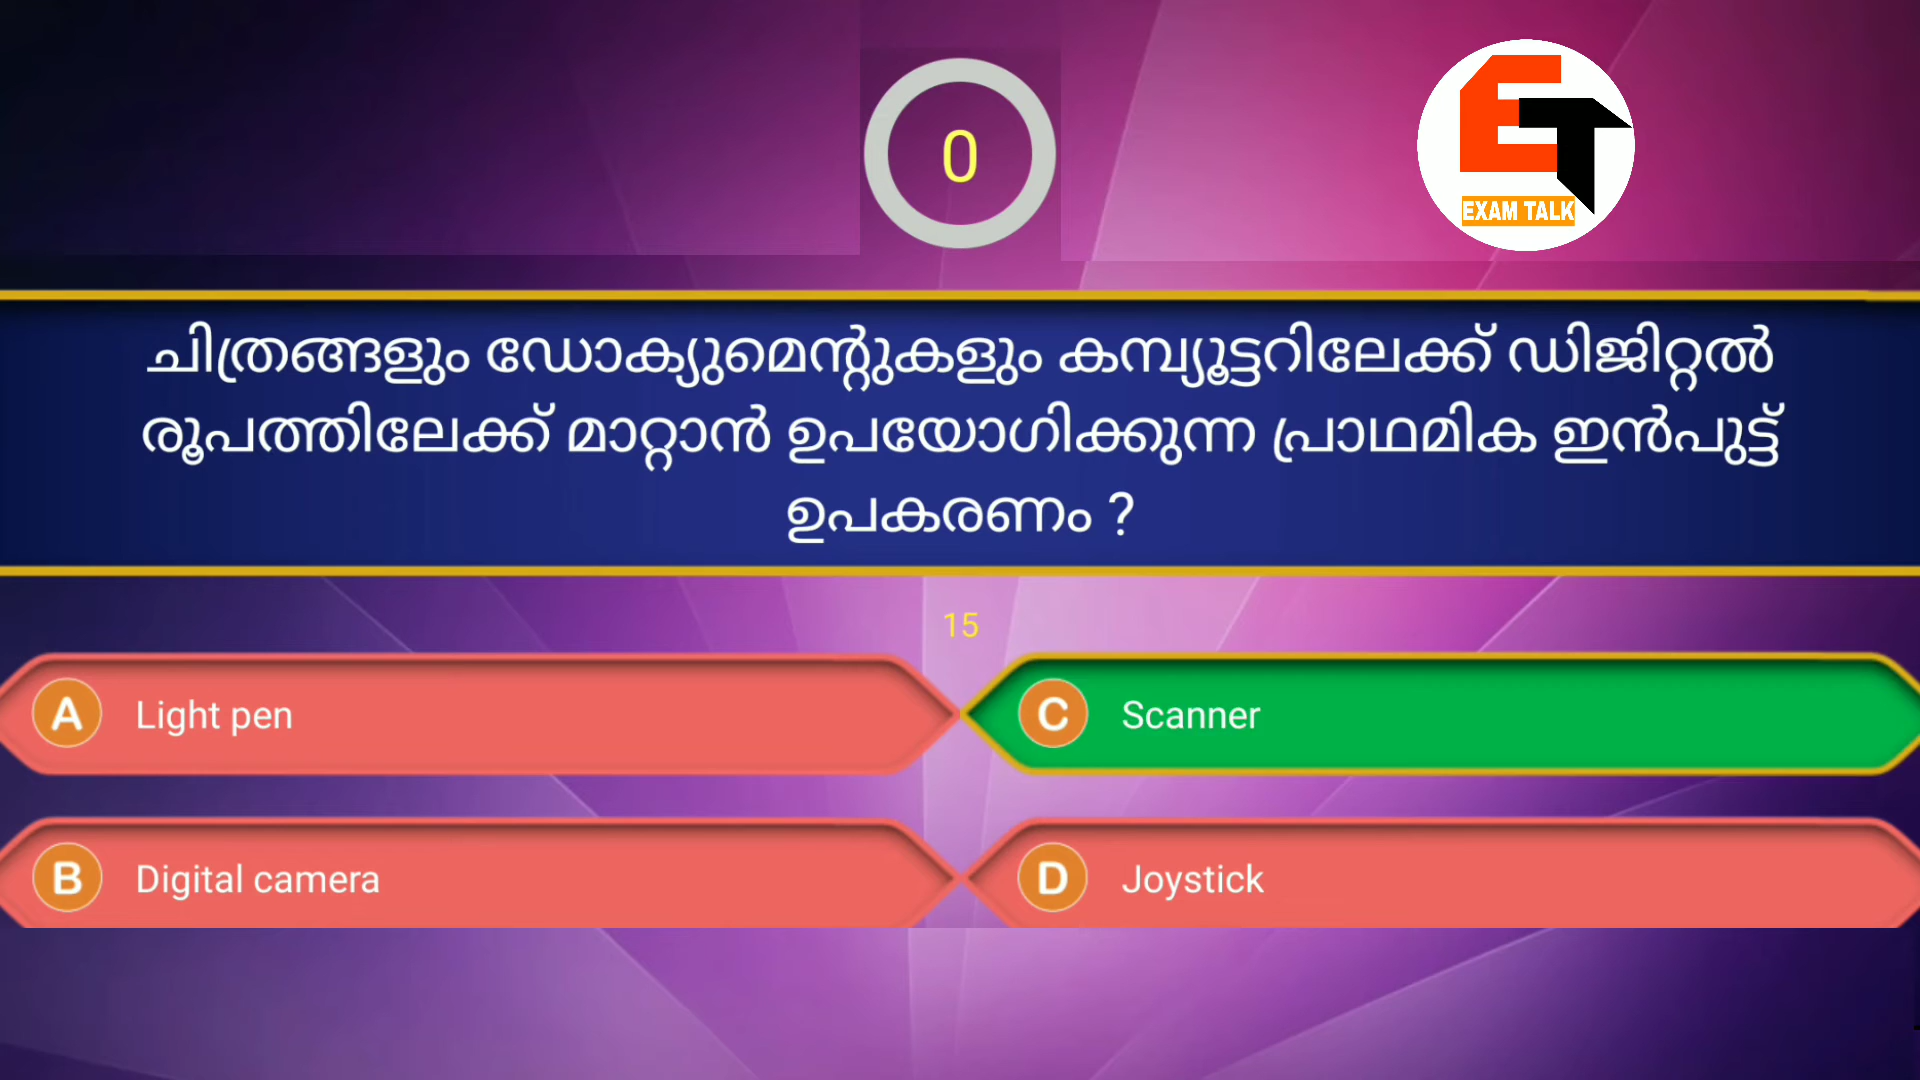 0
ET
EXAM TALK
ചിത്രങ്ങളും ഡോക്യുമെന്റുകളും കമ്പ്യൂട്ടറിലേക്ക് ഡിജിറ്റൽ
രൂപത്തിലേക്ക് മാറ്റാൻ ഉപയോഗിക്കുന്ന പ്രാഥമിക ഇൻപുട്ട്
ഉപകരണം ?
15
A Light pen
C Scanner
B Digital camera
D Joystick